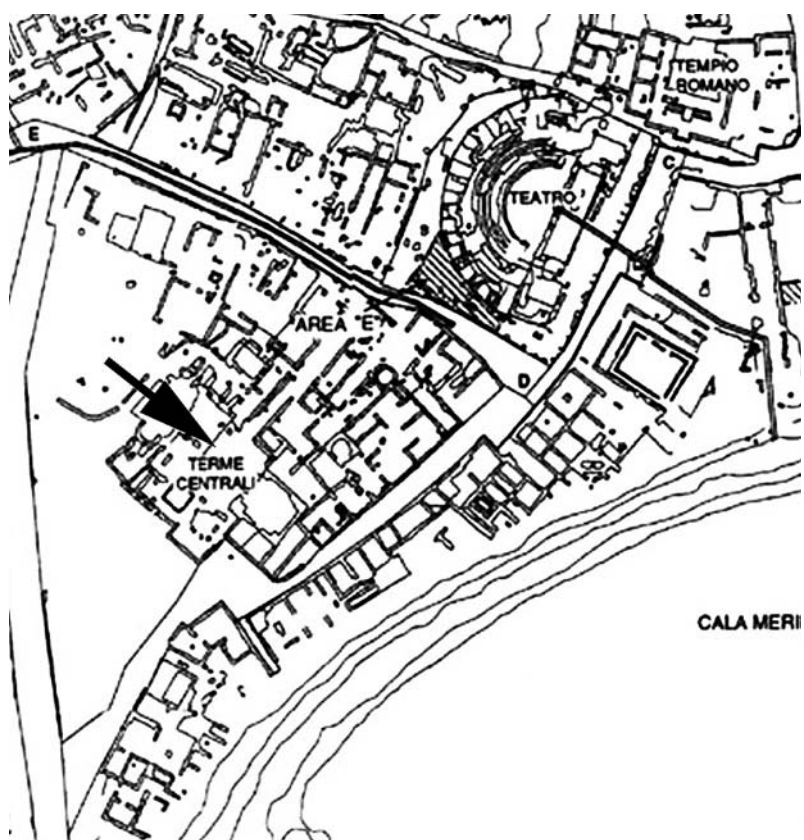 TEMPIO
ROMANO
E
C
C
TEATRO
AREA "E"
D
TERME
CENTRALI
CALA MERI